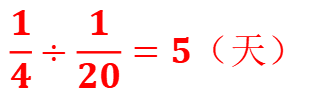 1/4 ÷ 1/20 = 5（天）